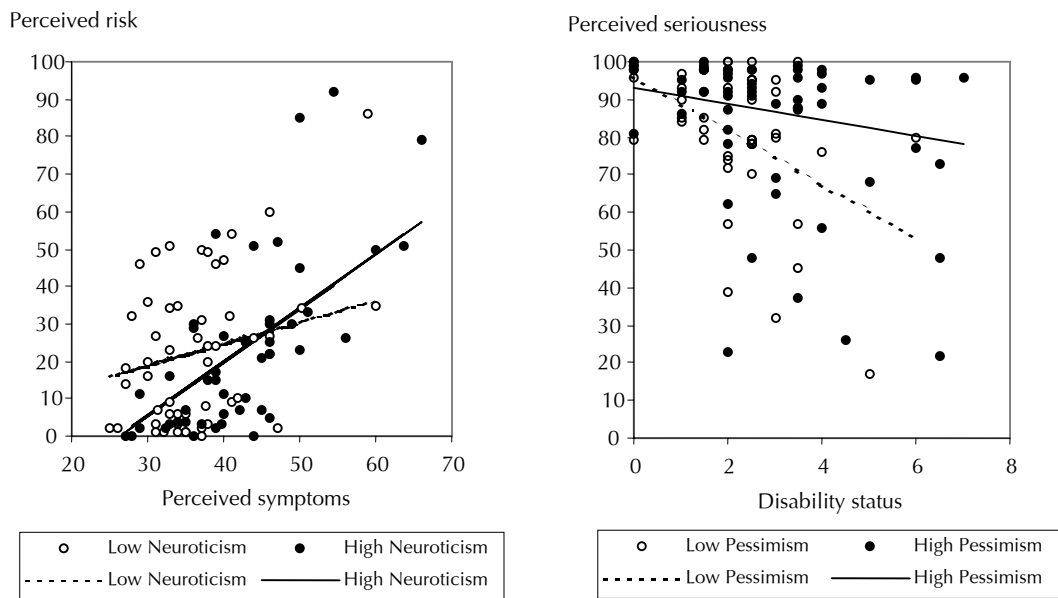 Perceived risk
100
90
80
70
60
50
40
30
20
10
0
20 30 40 50 60 70
Perceived symptoms
Low Neuroticism High Neuroticism
Low Neuroticism High Neuroticism
Perceived seriousness
100
90
80
70
60
50
40
30
20
10
0
0 2 4 6 8
Disability status
Low Pessimism High Pessimism
Low Pessimism High Pessimism